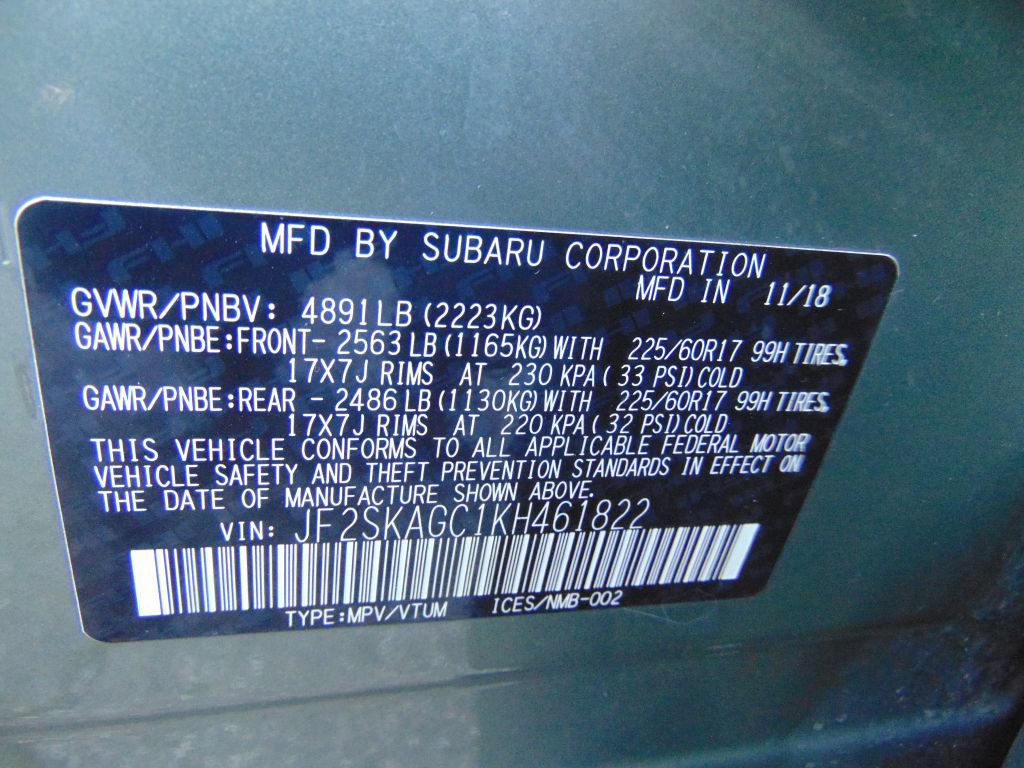 MFD BY SUBARU CORPORATION
MFD IN 11/18
GVWR/PNBV: 4891LB (2223KG)
GAWR/PNBE:FRONT- 2563 LB (1165KG) WITH 225/60R17 99H TIRES,
17X7J RIMS AT 230 KPA ( 33 PSI) COLD
GAWR/PNBE:REAR - 2486 LB (1130KG) WITH 225/60R17 99H TIRES,
17X7J RIMS AT 220 KPA ( 32 PSI) COLD
THIS VEHICLE CONFORMS TO ALL APPLICABLE FEDERAL MOTOR
VEHICLE SAFETY AND THEFT PREVENTION STANDARDS IN EFFECT ON
THE DATE OF MANUFACTURE SHOWN ABOVE.
VIN: JF2SKAGC1KH461822
TYPE:MPV/VTUM ICES/NMB-002